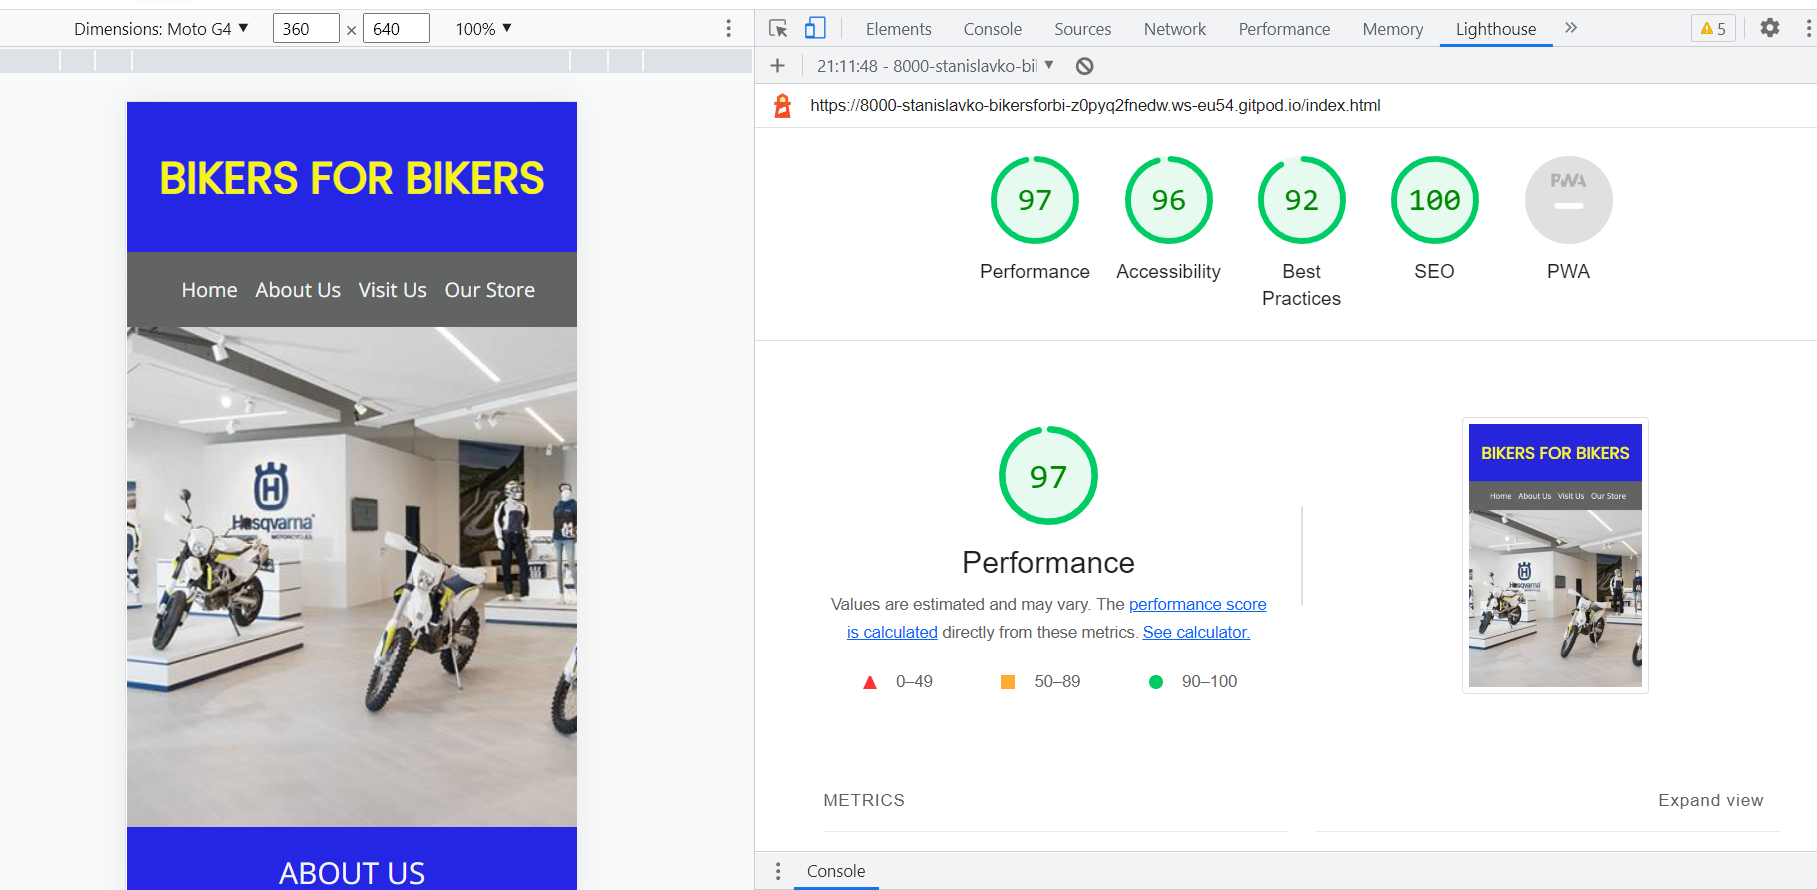 Dimensions: Moto G4 ▼ 360 × 640 100% ▼
BIKERS FOR BIKERS
Home About Us Visit Us Our Store
H
Husqvarna
MOTORCYCLES
ABOUT US
Elements Console Sources Network Performance Memory Lighthouse » 5
+ 21:11:48 - 8000-stanislavko-bi ▼
https://8000-stanislavko-bikersforbi-z0pyq2fnedw.ws-eu54.gitpod.io/index.html
97 96 92 100 PWA
Performance Accessibility Best Practices SEO PWA
97
Performance
Values are estimated and may vary. The performance score
is calculated directly from these metrics. See calculator.
0–49 50–89 90–100
BIKERS FOR BIKERS
Home About Us Visit Us Our Store
H
Husqvarna
METRICS Expand view
Console